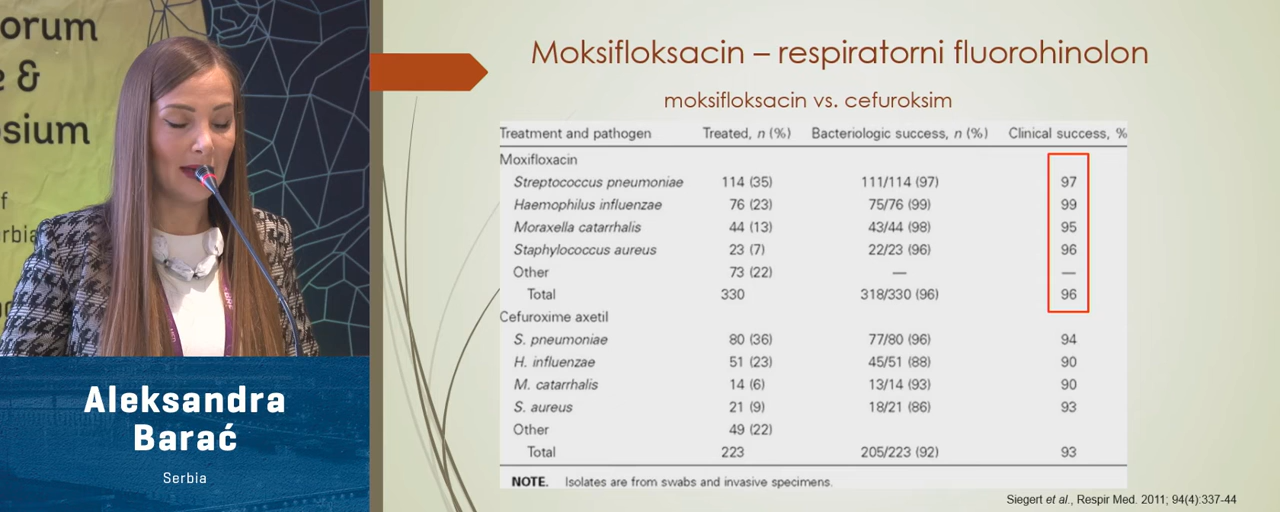 orum
e &
osium
f
erbia
Aleksandra
Barać
Serbia
Moksifloksacin – respiratorni fluorohinolon
moksifloksacin vs. cefuroksim
Treatment and pathogen Treated, n (%) Bacteriologic success, n (%) Clinical success, %
Moxifloxacin
Streptococcus pneumoniae 114 (35) 111/114 (97) 97
Haemophilus influenzae 76 (23) 75/76 (99) 99
Moraxella catarrhalis 44 (13) 43/44 (98) 95
Staphylococcus aureus 23 (7) 22/23 (96) 96
Other 73 (22) — —
Total 330 318/330 (96) 96
Cefuroxime axetil
S. pneumoniae 80 (36) 77/80 (96) 94
H. influenzae 51 (23) 45/51 (88) 90
M. catarrhalis 14 (6) 13/14 (93) 90
S. aureus 21 (9) 18/21 (86) 93
Other 49 (22)
Total 223 205/223 (92) 93
NOTE. Isolates are from swabs and invasive specimens.
Siegert et al., Respir Med. 2011; 94(4):337-44